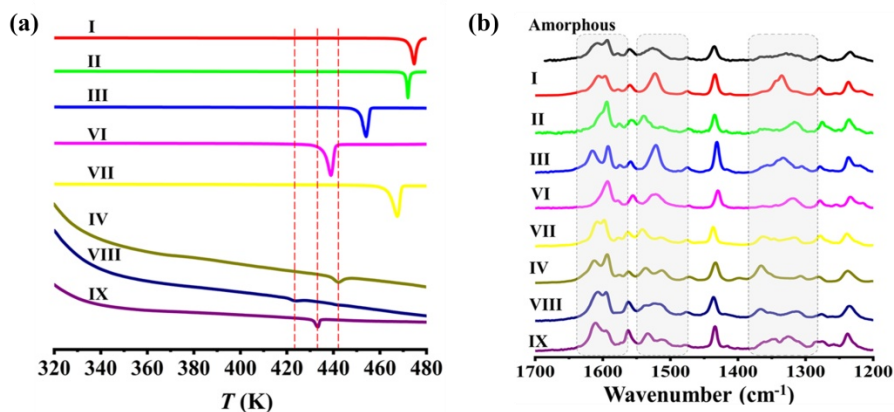 (a)
I
II
III
VI
VII
IV
VIII
IX
320 340 360 380 400 420 440 460 480
T (K)
(b)
Amorphous
I
II
III
VI
VII
IV
VIII
IX
1700 1600 1500 1400 1300 1200
Wavenumber (cm⁻¹)